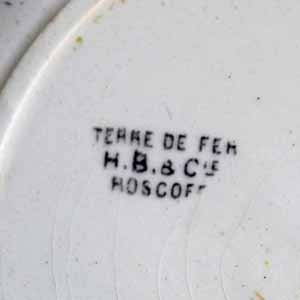 TERRE DE FER
H.B. & Cie
ROSCOFF